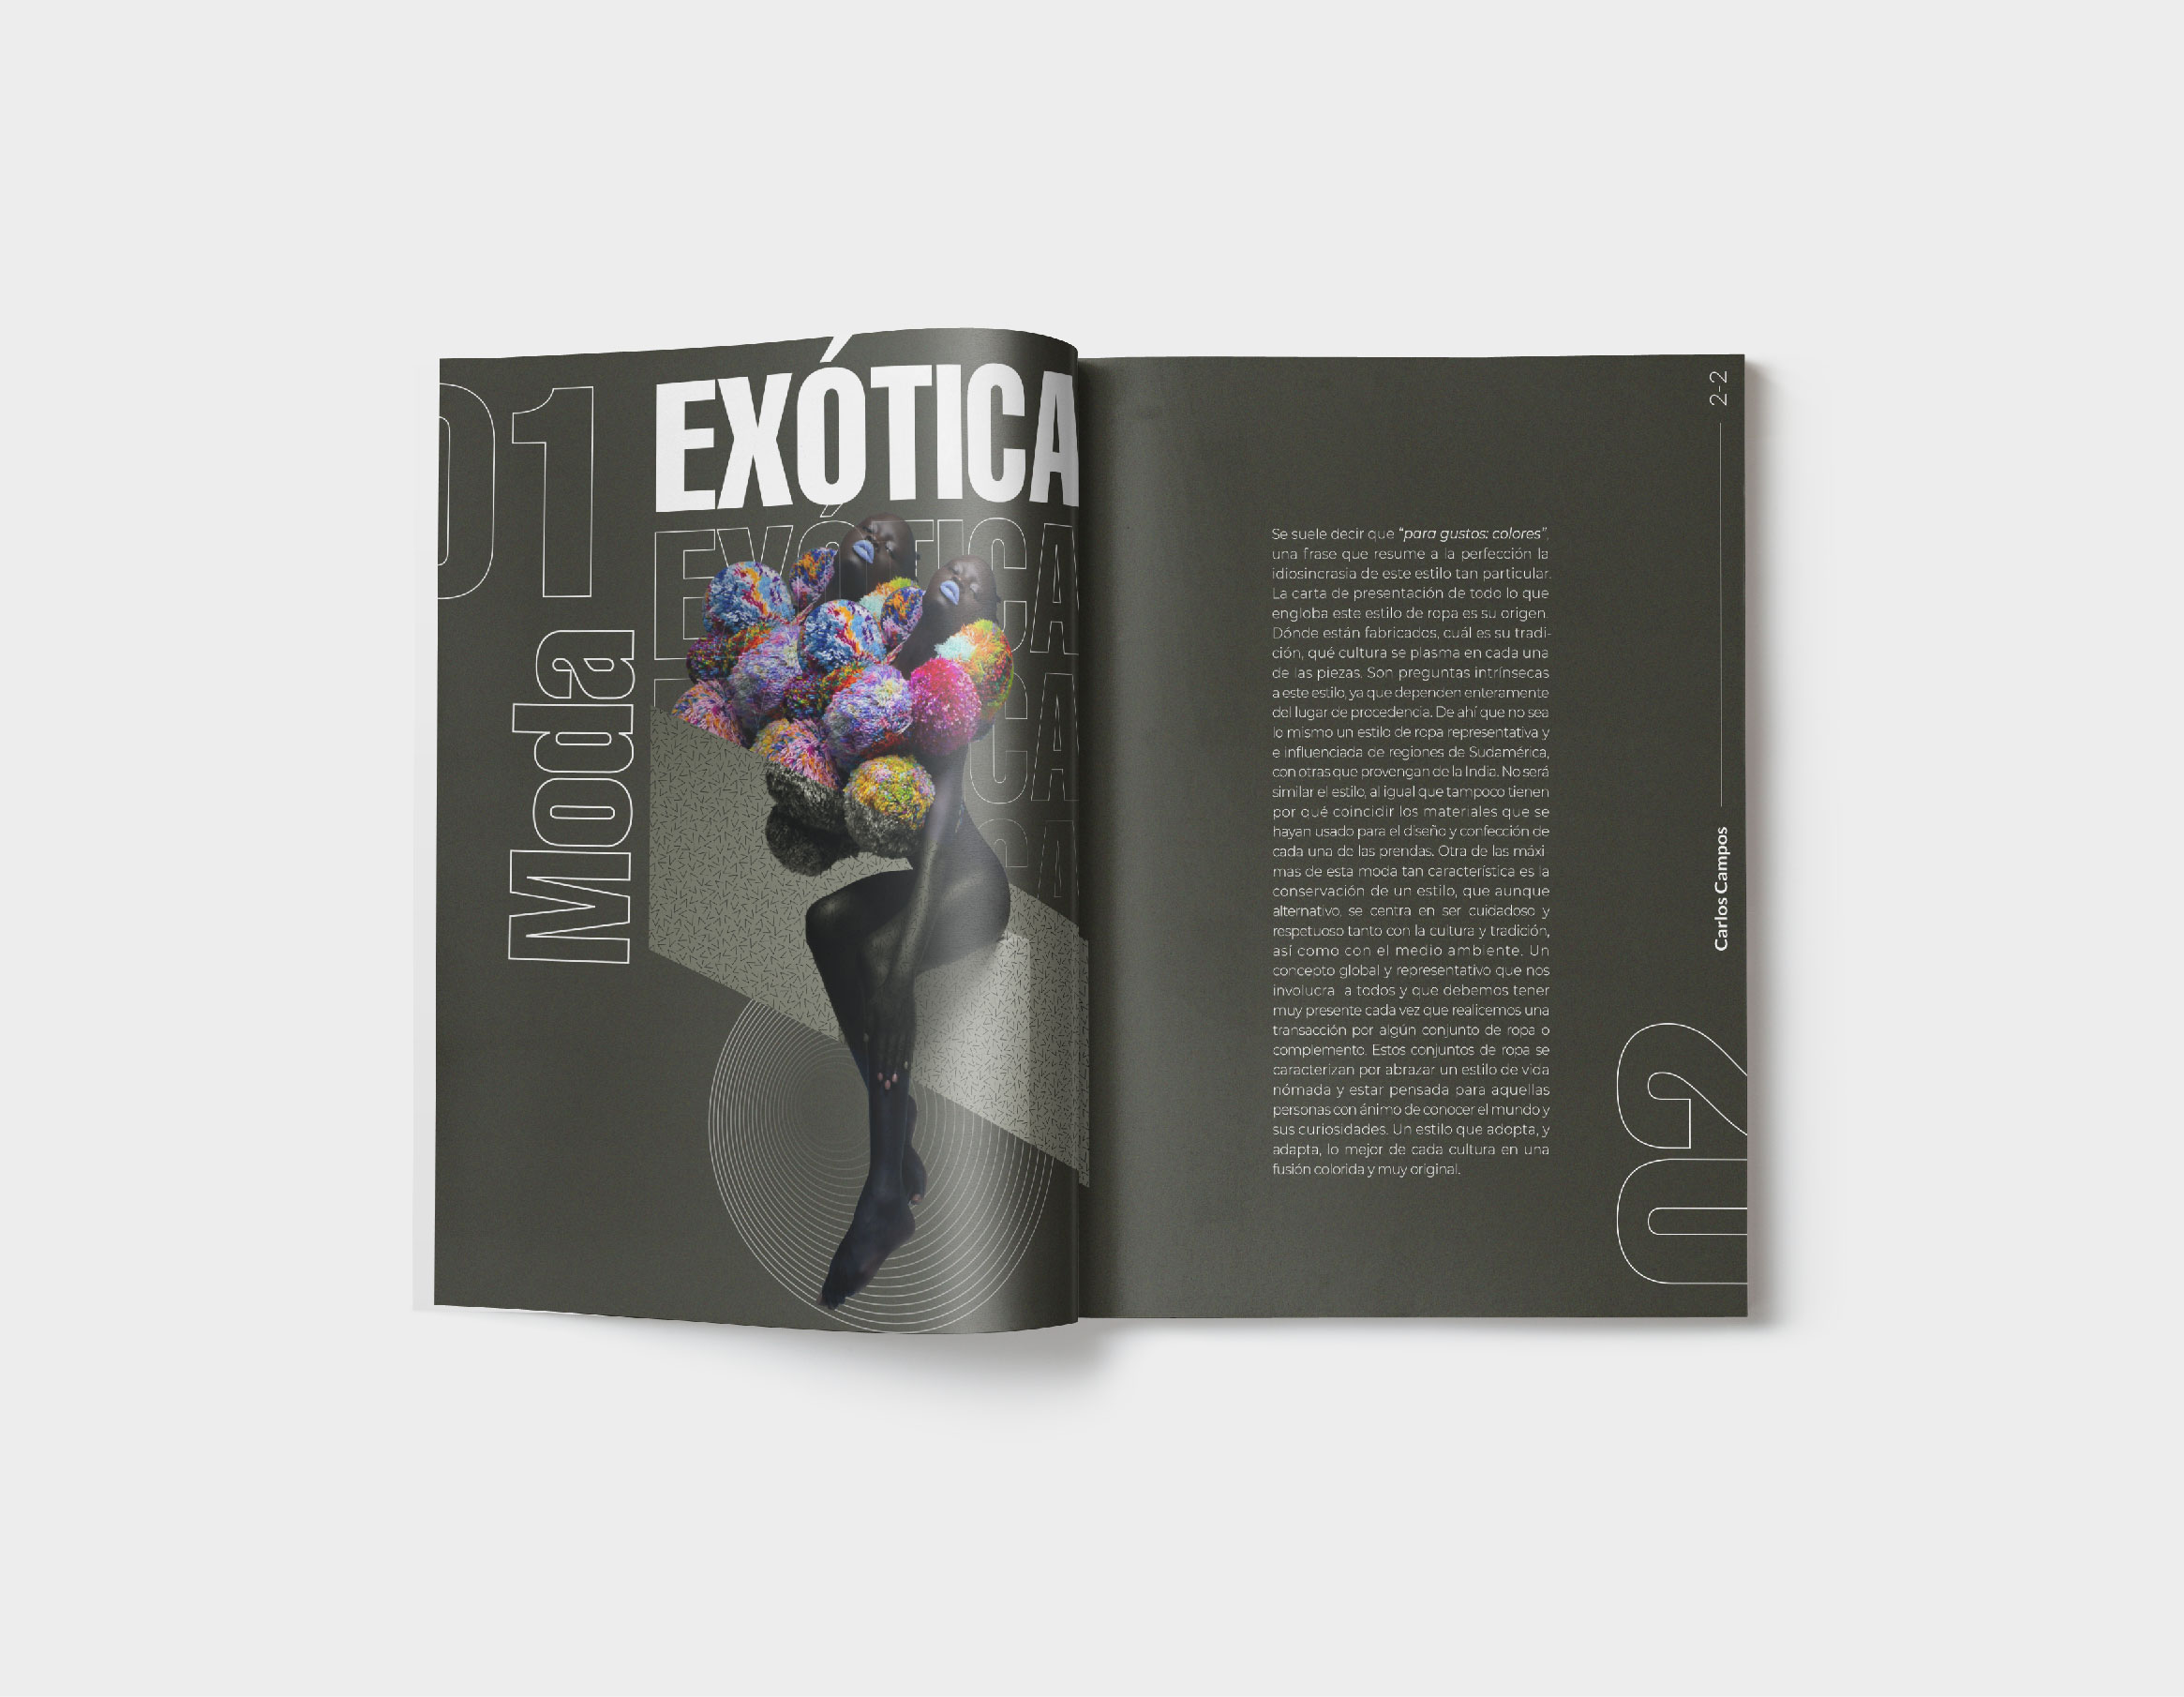 01
Moda
EXÓTICA
EXÓTICA
CA
CA
Se suele decir que “para gustos: colores”,
una frase que resume a la perfección la
idiosincrasia de este estilo tan particular.
La carta de presentación de todo lo que
engloba este estilo de ropa es su origen.
Dónde están fabricados, cuál es su tradi-
ción, qué cultura se plasma en cada una
de las piezas. Son preguntas intrínsecas
a este estilo, ya que dependen enteramente
del lugar de procedencia. De ahí que no sea
lo mismo un estilo de ropa representativa y
e influenciada de regiones de Sudamérica,
con otras que provengan de la India. No será
similar el estilo, al igual que tampoco tienen
por qué coincidir los materiales que se
hayan usado para el diseño y confección de
cada una de las prendas. Otra de las máxi-
mas de esta moda tan característica es la
conservación de un estilo, que aunque
alternativo, se centra en ser cuidadoso y
respetuoso tanto con la cultura y tradición,
así como con el medio ambiente. Un
concepto global y representativo que nos
involucra a todos y que debemos tener
muy presente cada vez que realicemos una
transacción por algún conjunto de ropa o
complemento. Estos conjuntos de ropa se
caracterizan por abrazar un estilo de vida
nómada y estar pensada para aquellas
personas con ánimo de conocer el mundo y
sus curiosidades. Un estilo que adopta, y
adapta, lo mejor de cada cultura en una
fusión colorida y muy original.
2-2
Carlos Campos
02